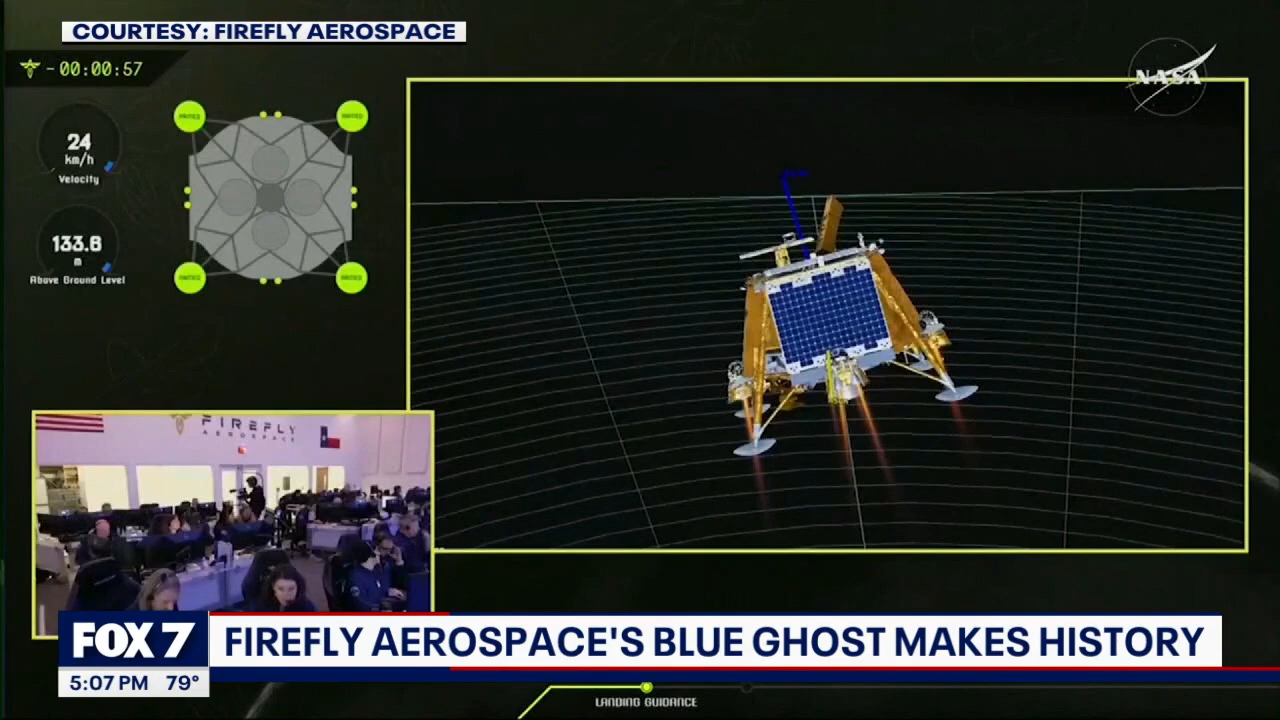 COURTESY: FIREFLY AEROSPACE
-00:00:57
NASA
24
km/h
Velocity
133.6
m
Above Ground Level
FIREFLY
AEROSPACE
FOX 7
FIREFLY AEROSPACE'S BLUE GHOST MAKES HISTORY
5:07 PM 79°
LANDING GUIDANCE